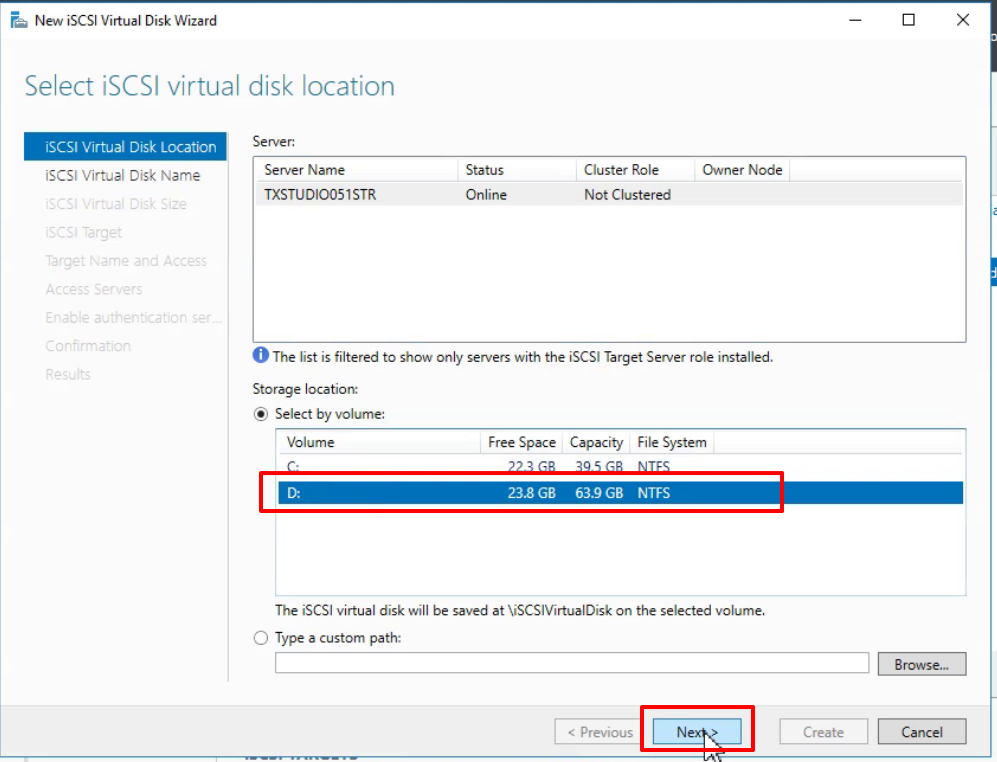 New iSCSI Virtual Disk Wizard
Select iSCSI virtual disk location
iSCSI Virtual Disk Location
iSCSI Virtual Disk Name
iSCSI Virtual Disk Size
iSCSI Target
Target Name and Access
Access Servers
Enable authentication ser...
Confirmation
Results
Server:
Server Name Status Cluster Role Owner Node
TXSTUDIO051STR Online Not Clustered
The list is filtered to show only servers with the iSCSI Target Server role installed.
Storage location:
Select by volume:
Volume Free Space Capacity File System
C: 22.3 GB 39.5 GB NTFS
D: 23.8 GB 63.9 GB NTFS
The iSCSI virtual disk will be saved at \iSCSIVirtualDisk on the selected volume.
Type a custom path:
Browse...
< Previous Next > Create Cancel